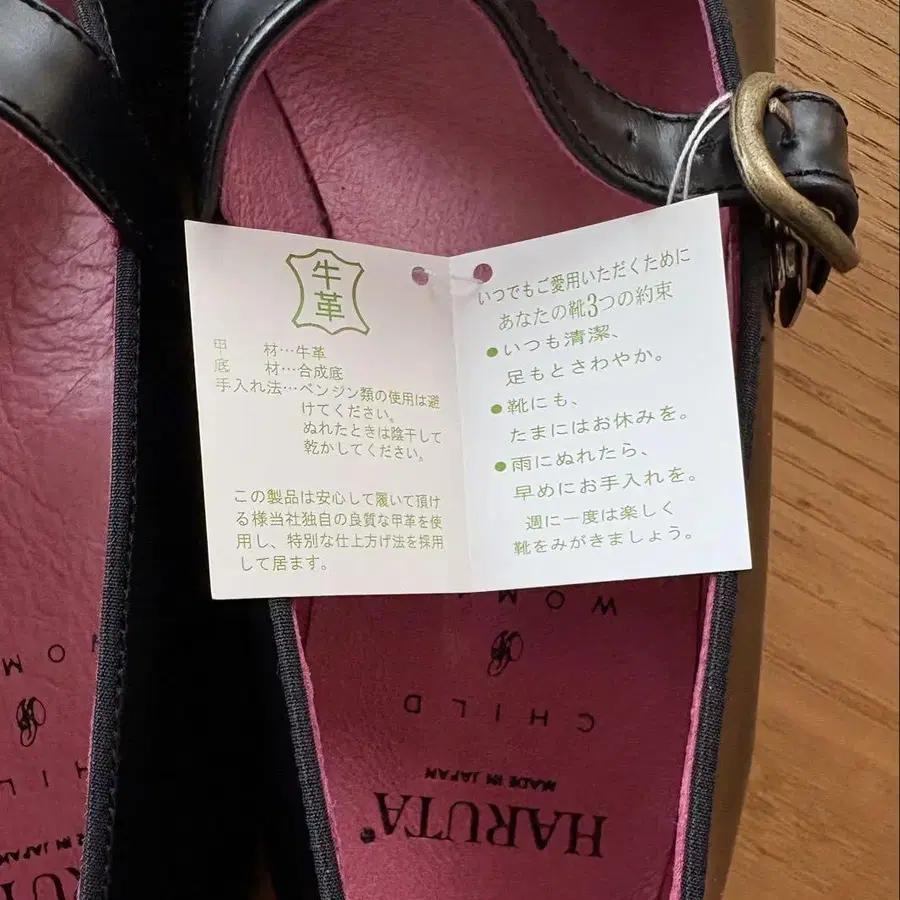 牛
革
甲　材…牛革
底　材…合成底
手入れ法…ベンジン類の使用は避
けてください。
ぬれたときは陰干して
乾かしてください。
この製品は安心して履いて頂け
る様当社独自の良質な甲革を使
用し、特別な仕上方げ法を採用
して居ます。
いつでもご愛用いただくために
あなたの靴3つの約束
●いつも清潔、
足もとさわやか。
●靴にも、
たまにはお休みを。
●雨にぬれたら、
早めにお手入れを。
週に一度は楽しく
靴をみがきましょう。
HARUTA®
MADE IN JAPAN
CHILD
WOM
RUTA
IN JAPAN
HILD
WOM